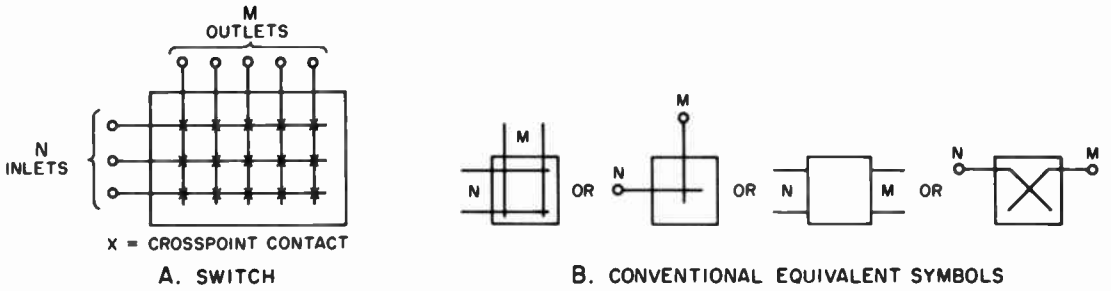 M
OUTLETS
N
INLETS
X = CROSSPOINT CONTACT
A. SWITCH
M
N
OR
M
N
OR
N
M
OR
N
M
B. CONVENTIONAL EQUIVALENT SYMBOLS